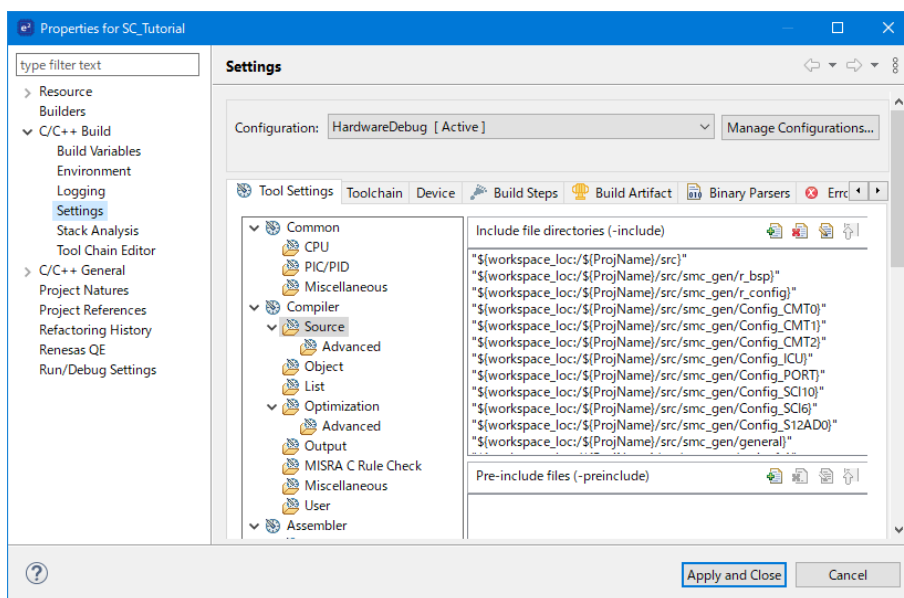 e² Properties for SC_Tutorial
type filter text
Settings
Resource
Builders
C/C++ Build
Build Variables
Environment
Logging
Settings
Stack Analysis
Tool Chain Editor
C/C++ General
Project Natures
Project References
Refactoring History
Renesas QE
Run/Debug Settings
Configuration: HardwareDebug [ Active ] Manage Configurations...
Tool Settings Toolchain Device Build Steps Build Artifact Binary Parsers Errc
Common
CPU
PIC/PID
Miscellaneous
Compiler
Source
Advanced
Object
List
Optimization
Advanced
Output
MISRA C Rule Check
Miscellaneous
User
Assembler
Include file directories (-include)
"${workspace_loc:/${ProjName}/src}"
"${workspace_loc:/${ProjName}/src/smc_gen/r_bsp}"
"${workspace_loc:/${ProjName}/src/smc_gen/r_config}"
"${workspace_loc:/${ProjName}/src/smc_gen/Config_CMT0}"
"${workspace_loc:/${ProjName}/src/smc_gen/Config_CMT1}"
"${workspace_loc:/${ProjName}/src/smc_gen/Config_CMT2}"
"${workspace_loc:/${ProjName}/src/smc_gen/Config_ICU}"
"${workspace_loc:/${ProjName}/src/smc_gen/Config_PORT}"
"${workspace_loc:/${ProjName}/src/smc_gen/Config_SCI10}"
"${workspace_loc:/${ProjName}/src/smc_gen/Config_SCI6}"
"${workspace_loc:/${ProjName}/src/smc_gen/Config_S12AD0}"
"${workspace_loc:/${ProjName}/src/smc_gen/general}"
Pre-include files (-preinclude)
? Apply and Close Cancel